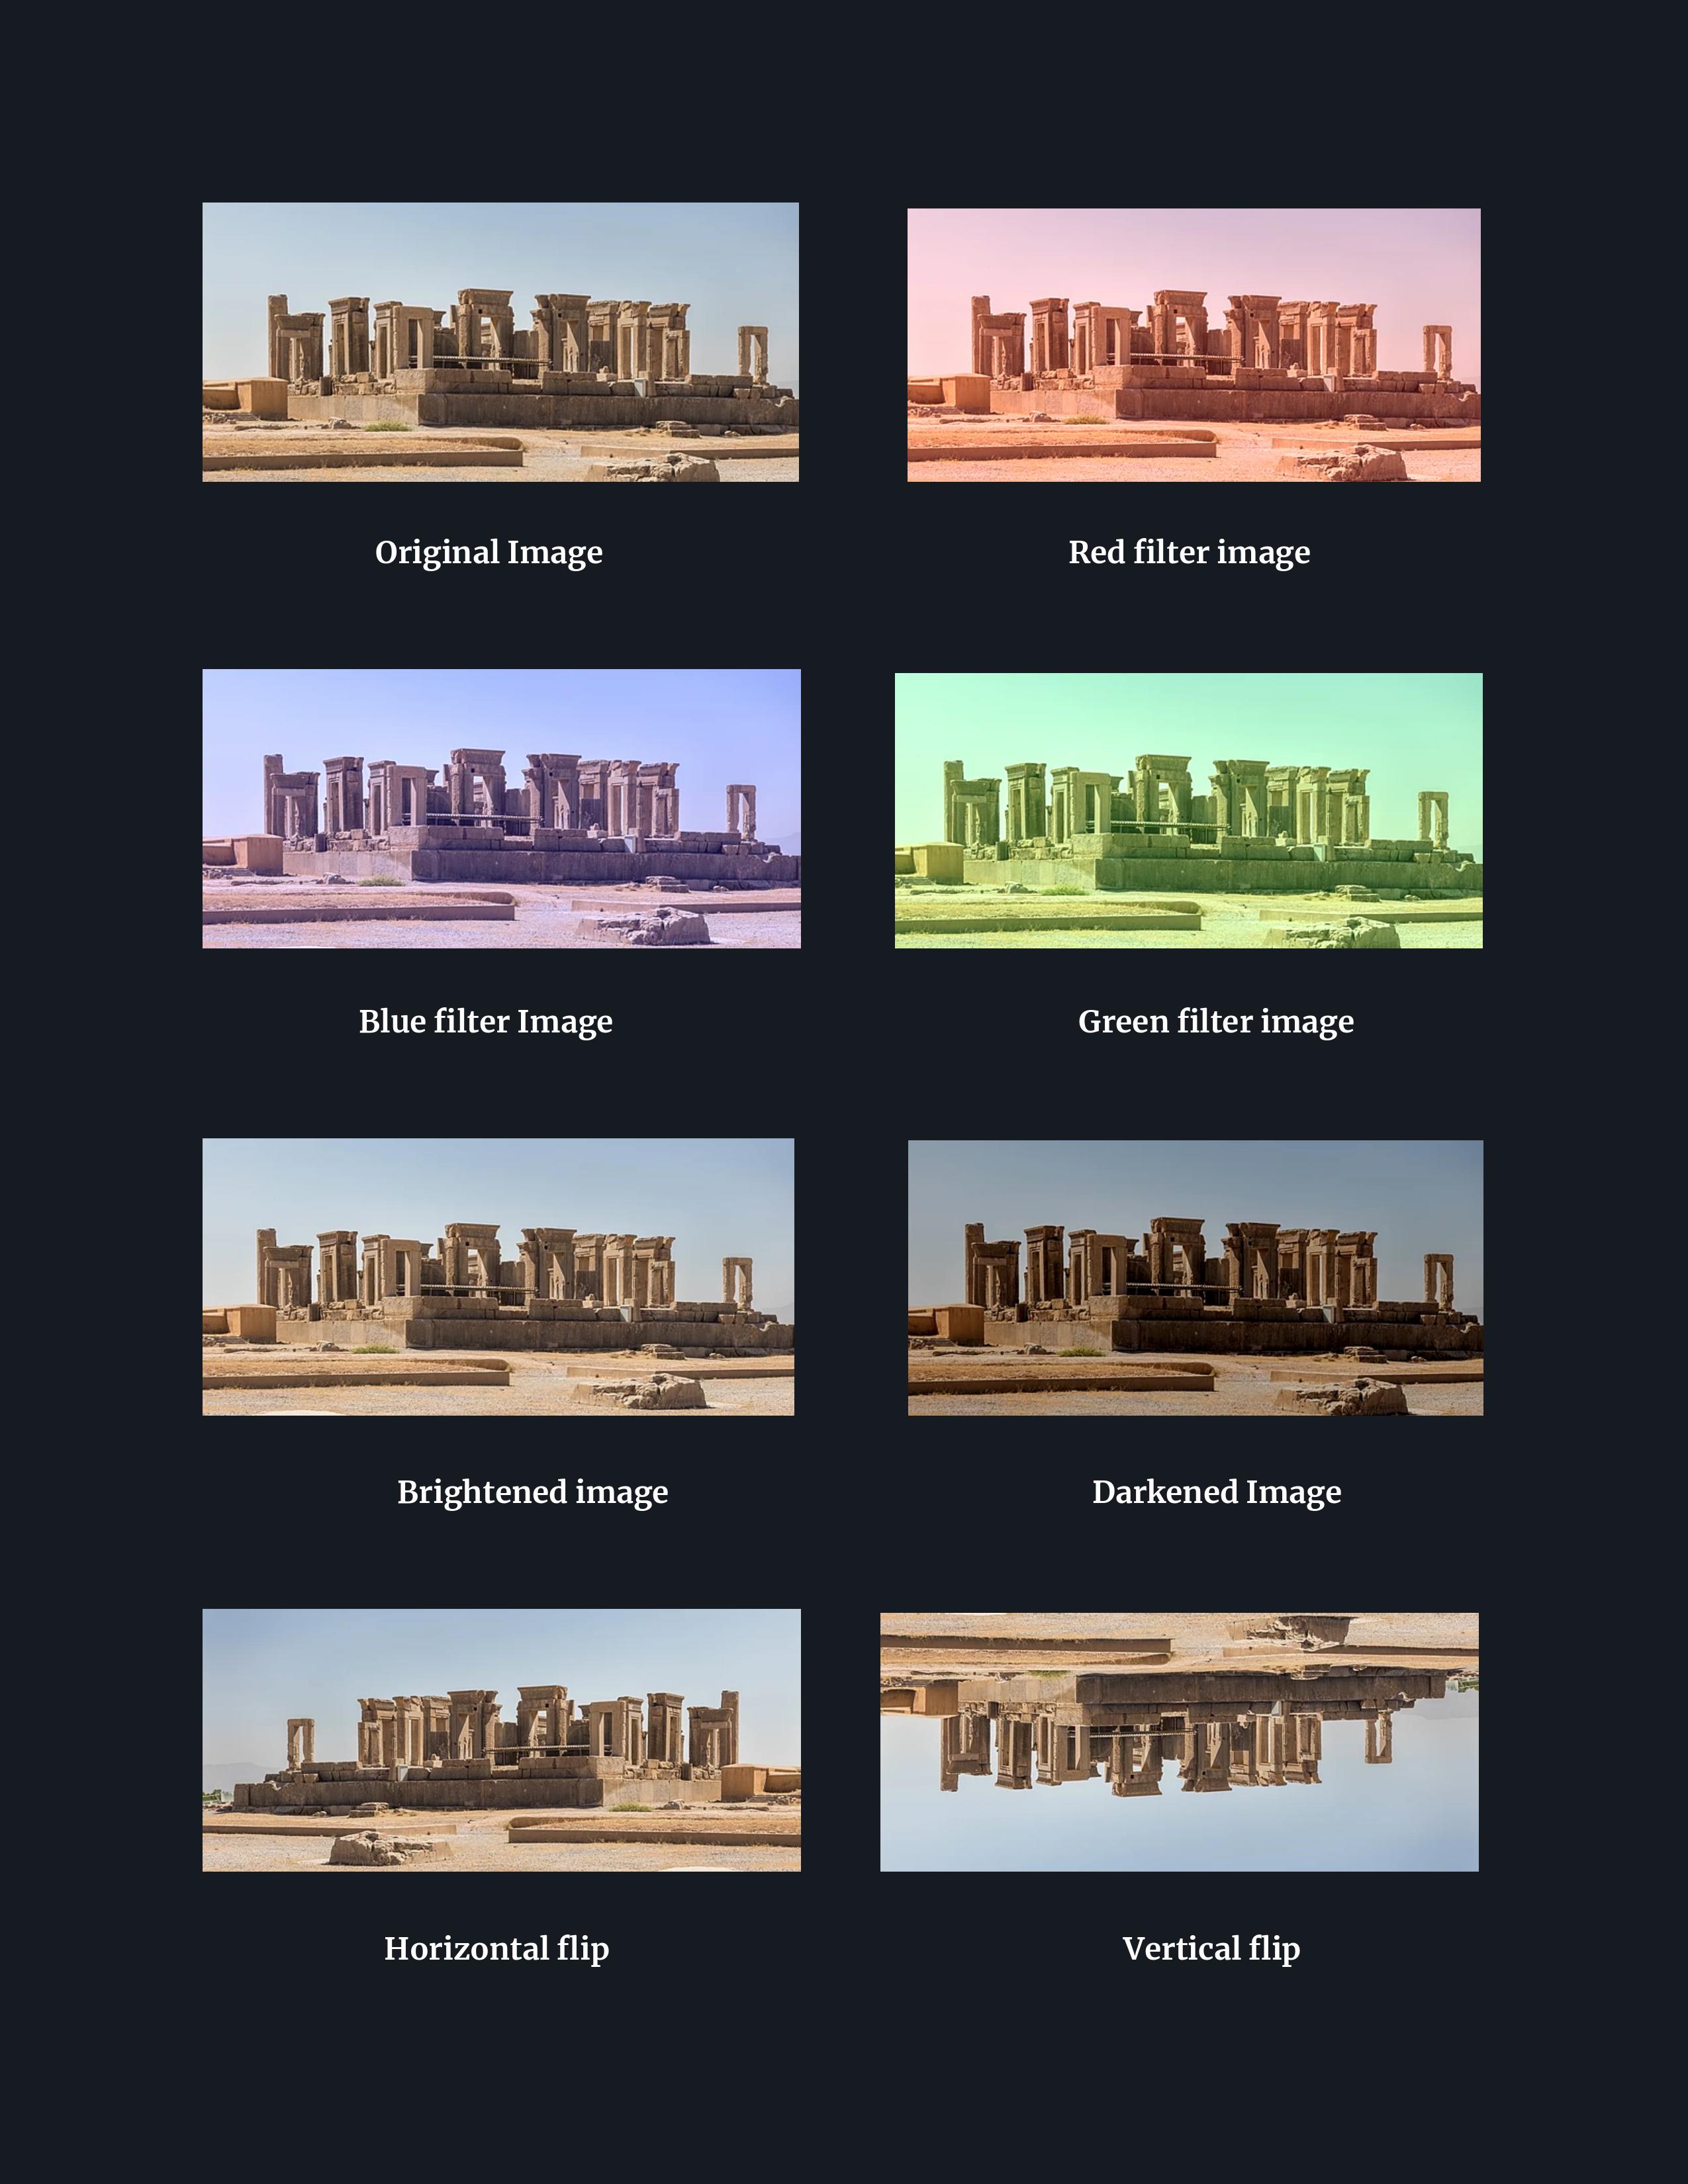 Original Image
Red filter image
Blue filter Image
Green filter image
Brightened image
Darkened Image
Horizontal flip
Vertical flip